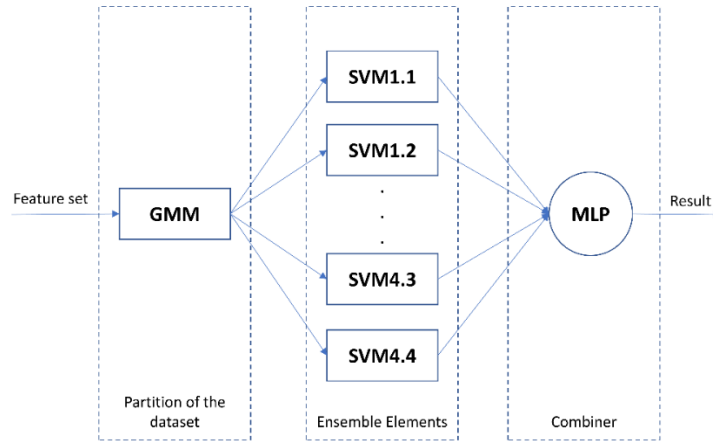 SVM1.1
SVM1.2
Feature set
GMM
.
.
.
MLP
Result
SVM4.3
SVM4.4
Partition of the
dataset
Ensemble Elements
Combiner